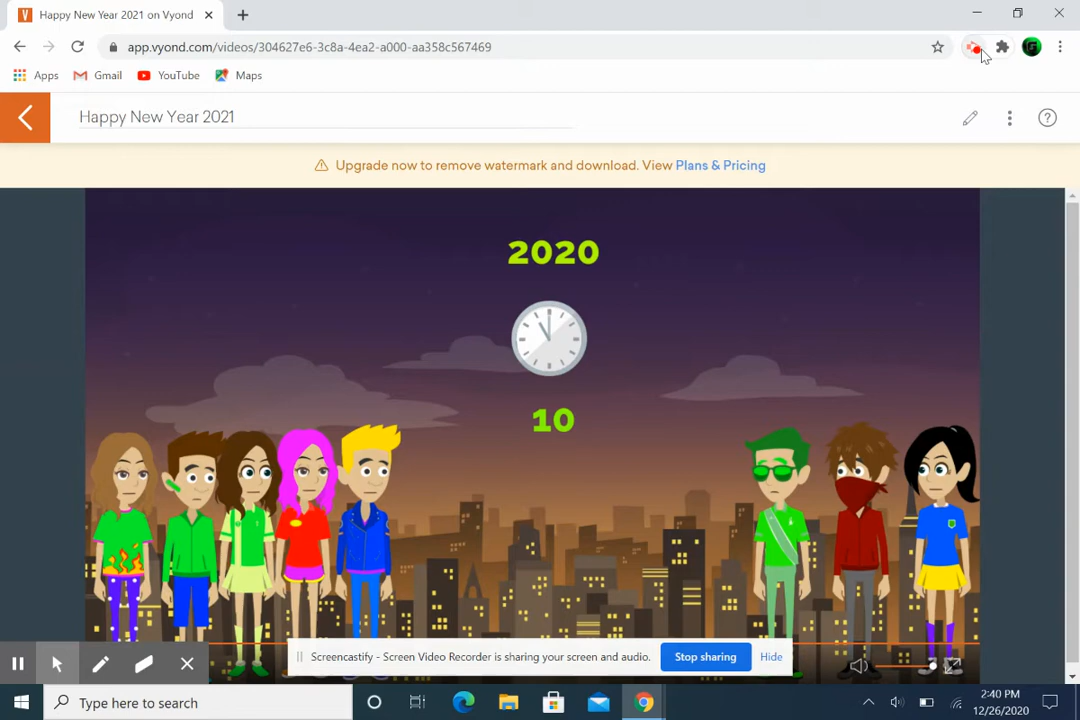 Happy New Year 2021 on Vyond
app.vyond.com/videos/304627e6-3c8a-4ea2-a000-aa358c567469
Apps
Gmail
YouTube
Maps
Happy New Year 2021
Upgrade now to remove watermark and download. View Plans & Pricing
2020
10
Screencastify - Screen Video Recorder is sharing your screen and audio.
Stop sharing
Hide
Type here to search
2:40 PM
12/26/2020